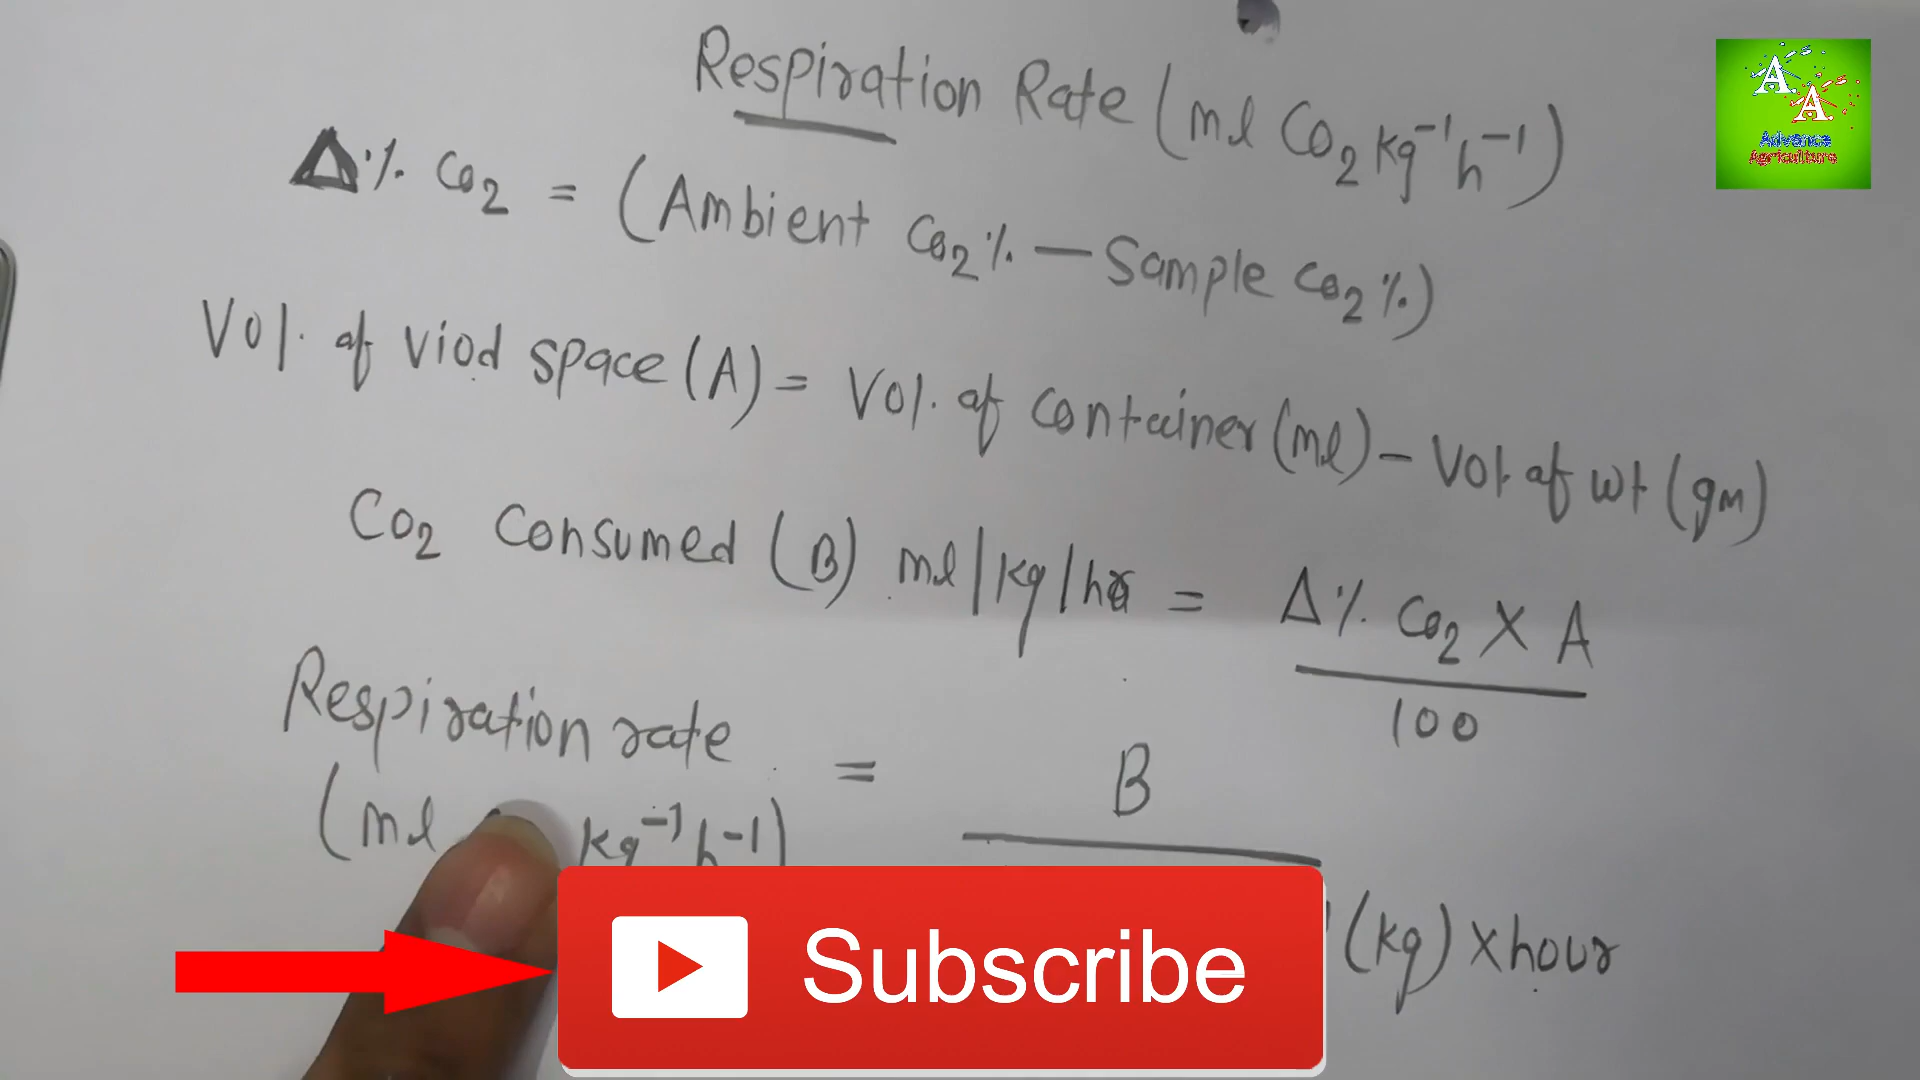 Respiration Rate (ml CO2 kg⁻¹ h⁻¹)
Δ% CO2 = (Ambient CO2% — Sample CO2%)
Vol. of Viod space (A) = Vol. of container (ml) - Vol. of wt (gm)
CO2 Consumed (B) ml/kg/hr = Δ% CO2 X A
100
Respiration rate = B
(ml kg⁻¹ h⁻¹)
(kg) X hour
Subscribe
A A
Advance
Agriculture